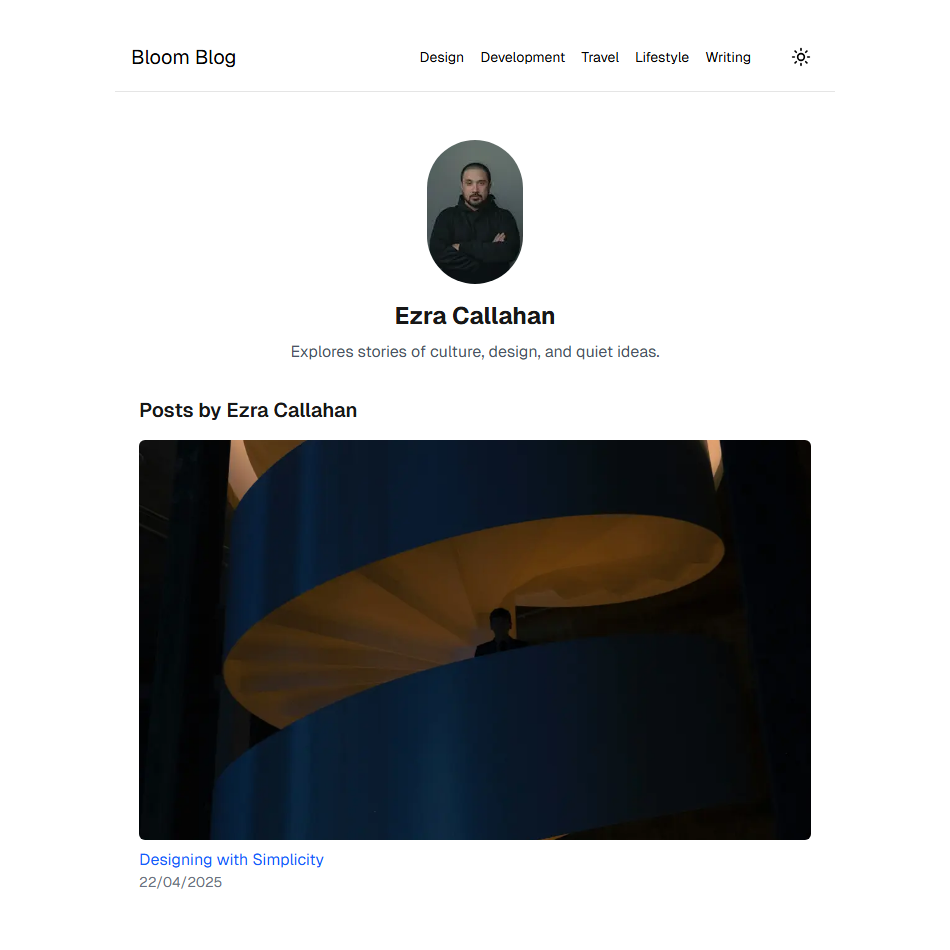 Bloom Blog
Design Development Travel Lifestyle Writing
Ezra Callahan
Explores stories of culture, design, and quiet ideas.
Posts by Ezra Callahan
Designing with Simplicity
22/04/2025